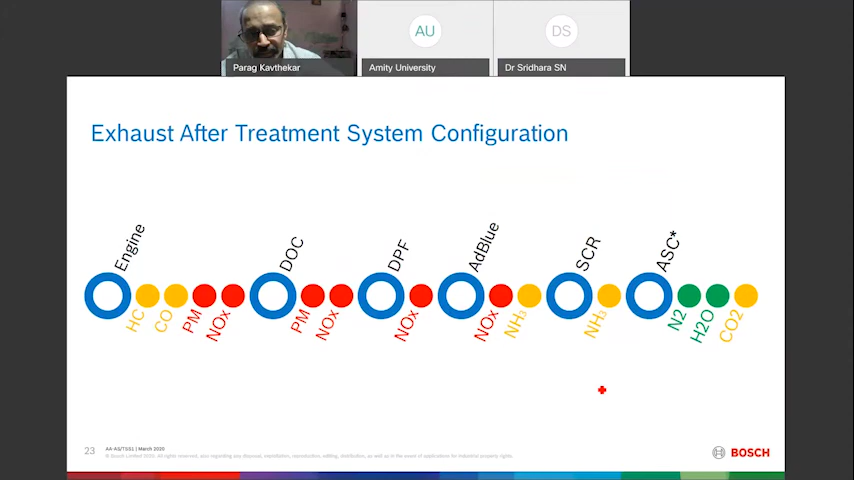 AU
DS
Parag Kavthekar
Amity University
Dr Sridhara SN
Exhaust After Treatment System Configuration
Engine
DOC
DPF
AdBlue
SCR
ASC*
HC
CO
PM
NOx
PM
NOx
NOx
NOx
NH3
NH3
N2
H2O
CO2
23
AA-AS/TSS1 | March 2020
© Bosch Limited 2020. All rights reserved, also regarding any disposal, exploitation, reproduction, editing, distribution, as well as in the event of applications for industrial property rights.
BOSCH